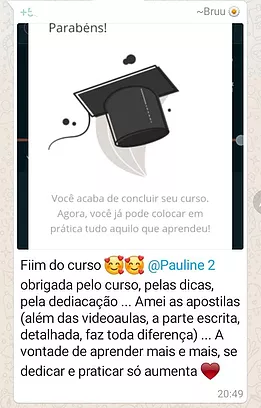 ~Bruu
Parabéns!
Você acaba de concluir seu curso.
Agora, você já pode colocar em
prática tudo aquilo que aprendeu!
Fiim do curso 🥰🥰 @Pauline 2
obrigada pelo curso, pelas dicas,
pela dediacação ... Amei as apostilas
(além das videoaulas, a parte escrita,
detalhada, faz toda diferença) ... A
vontade de aprender mais e mais, se
dedicar e praticar só aumenta ❤️
20:49